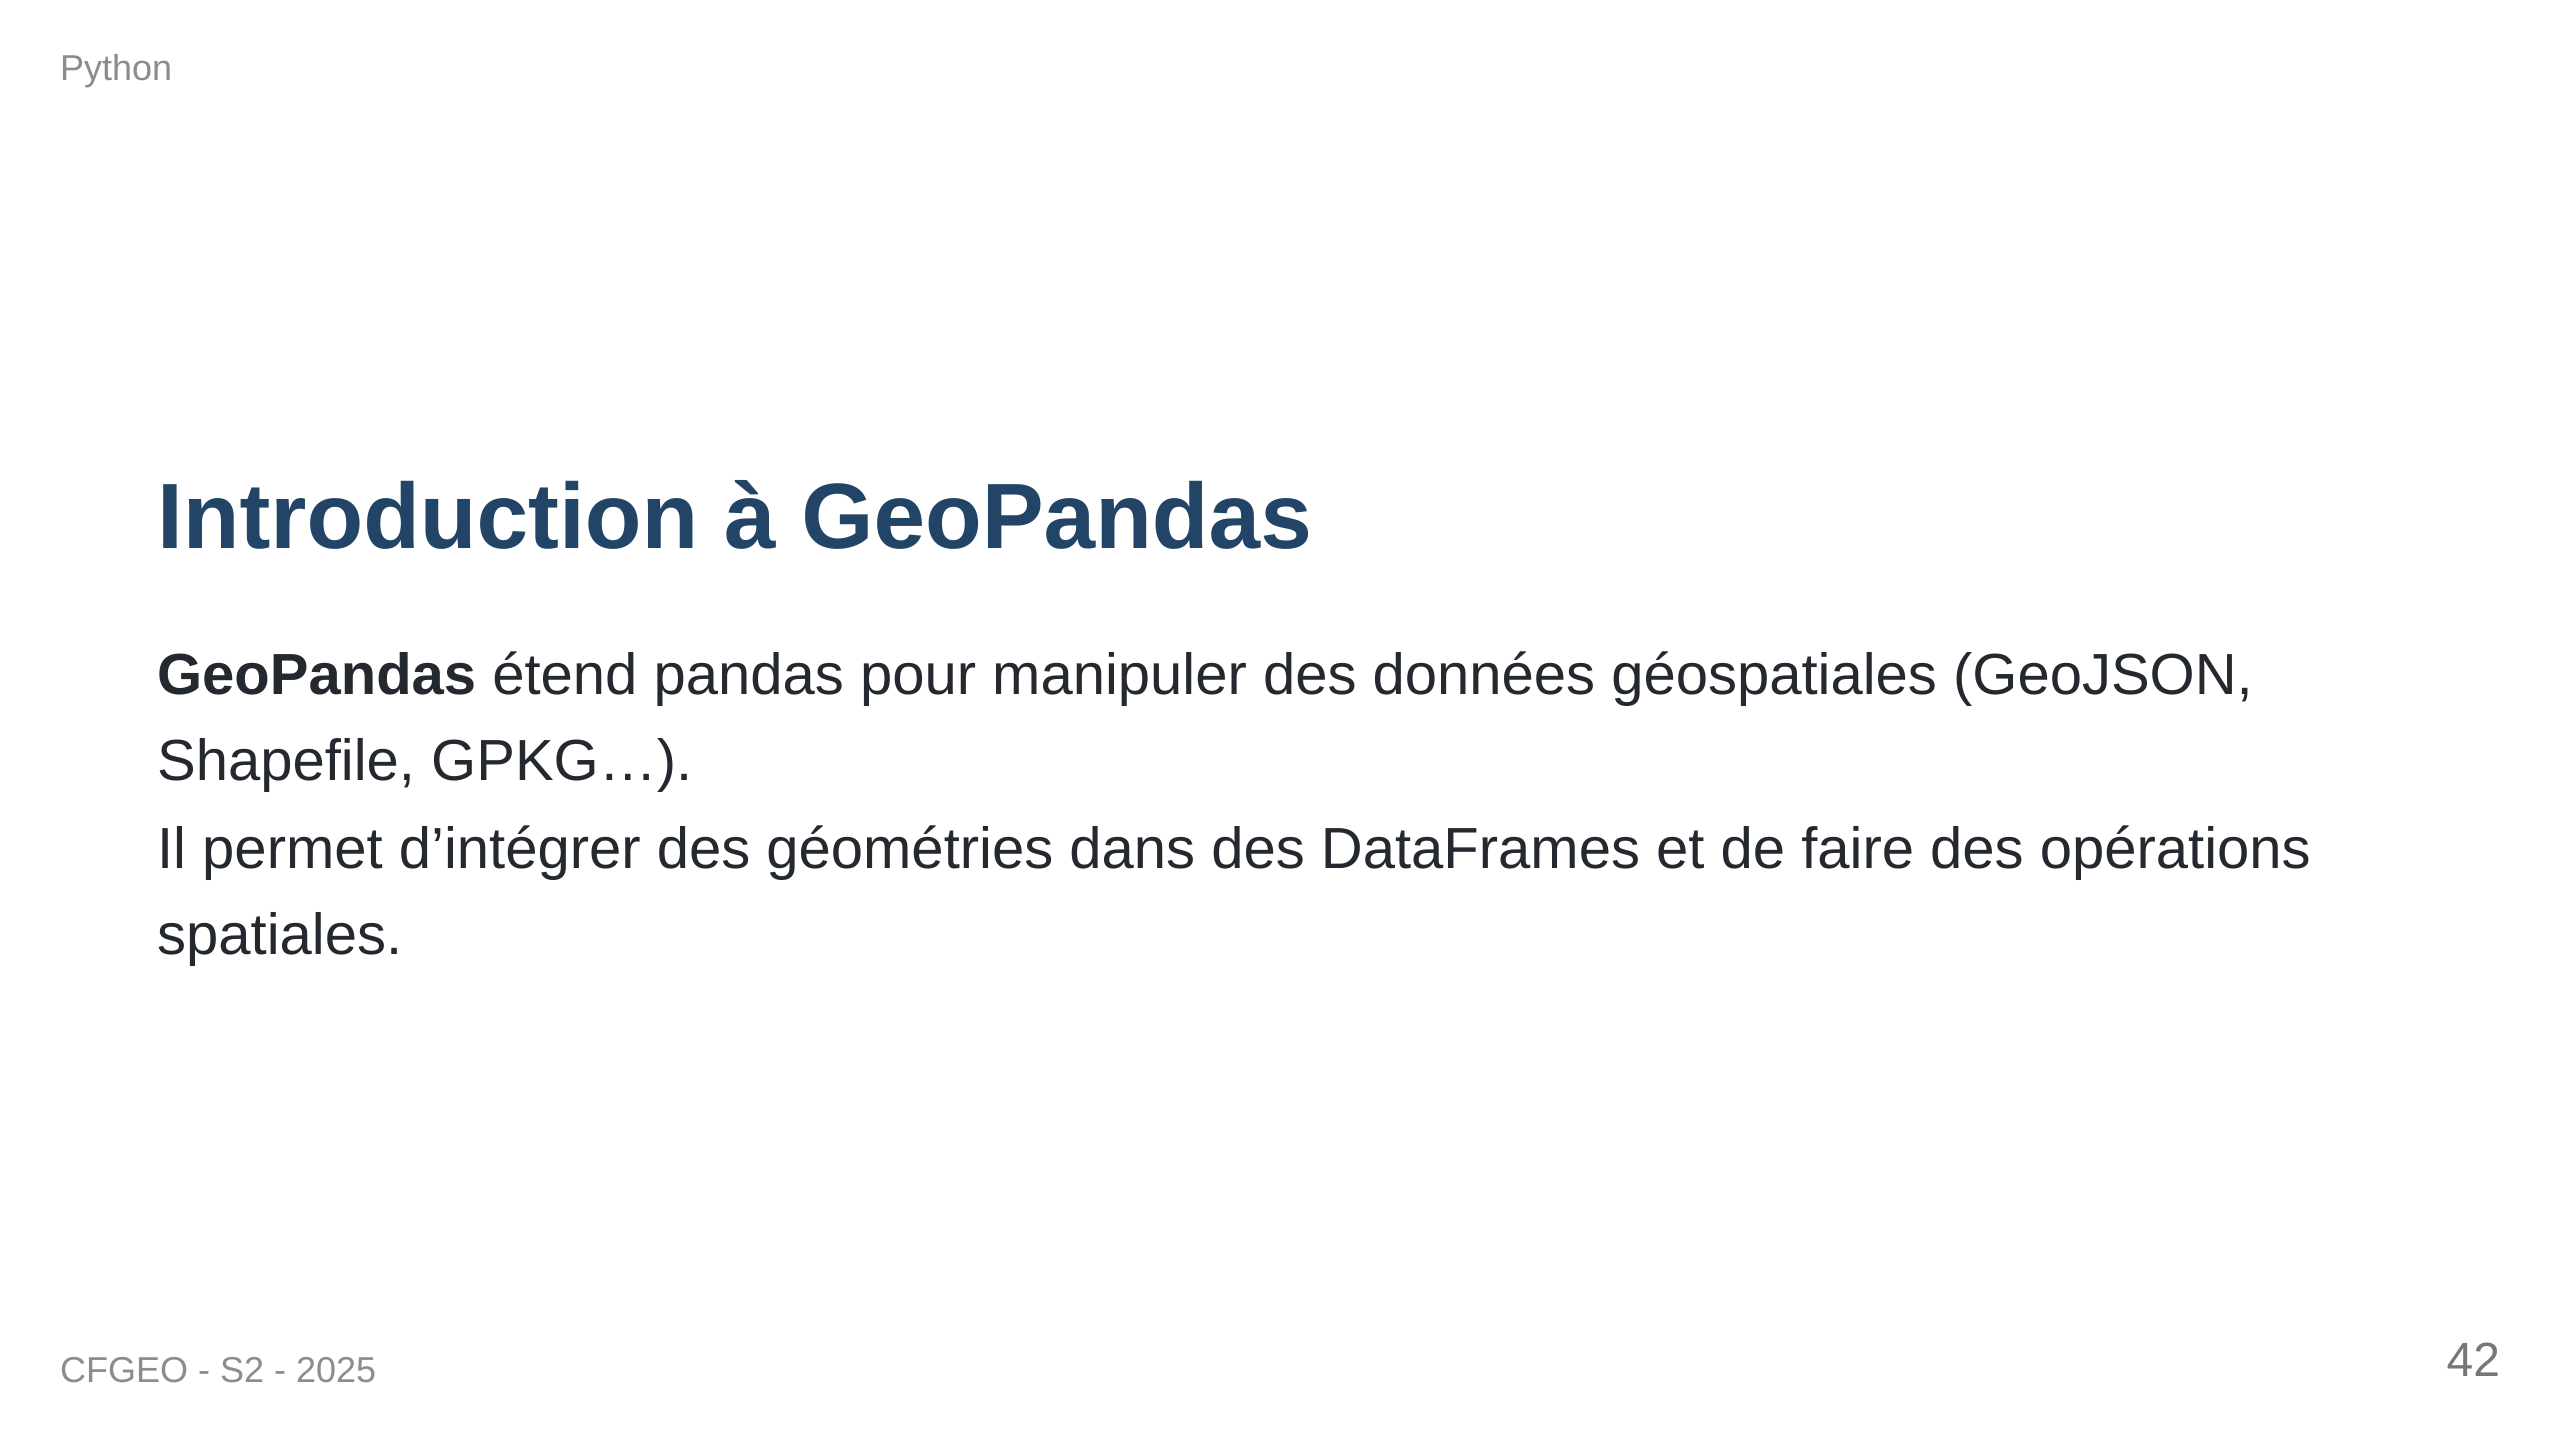 Python
Introduction à GeoPandas
GeoPandas étend pandas pour manipuler des données géospatiales (GeoJSON,
Shapefile, GPKG…).
Il permet d’intégrer des géométries dans des DataFrames et de faire des opérations
spatiales.
CFGEO - S2 - 2025
42